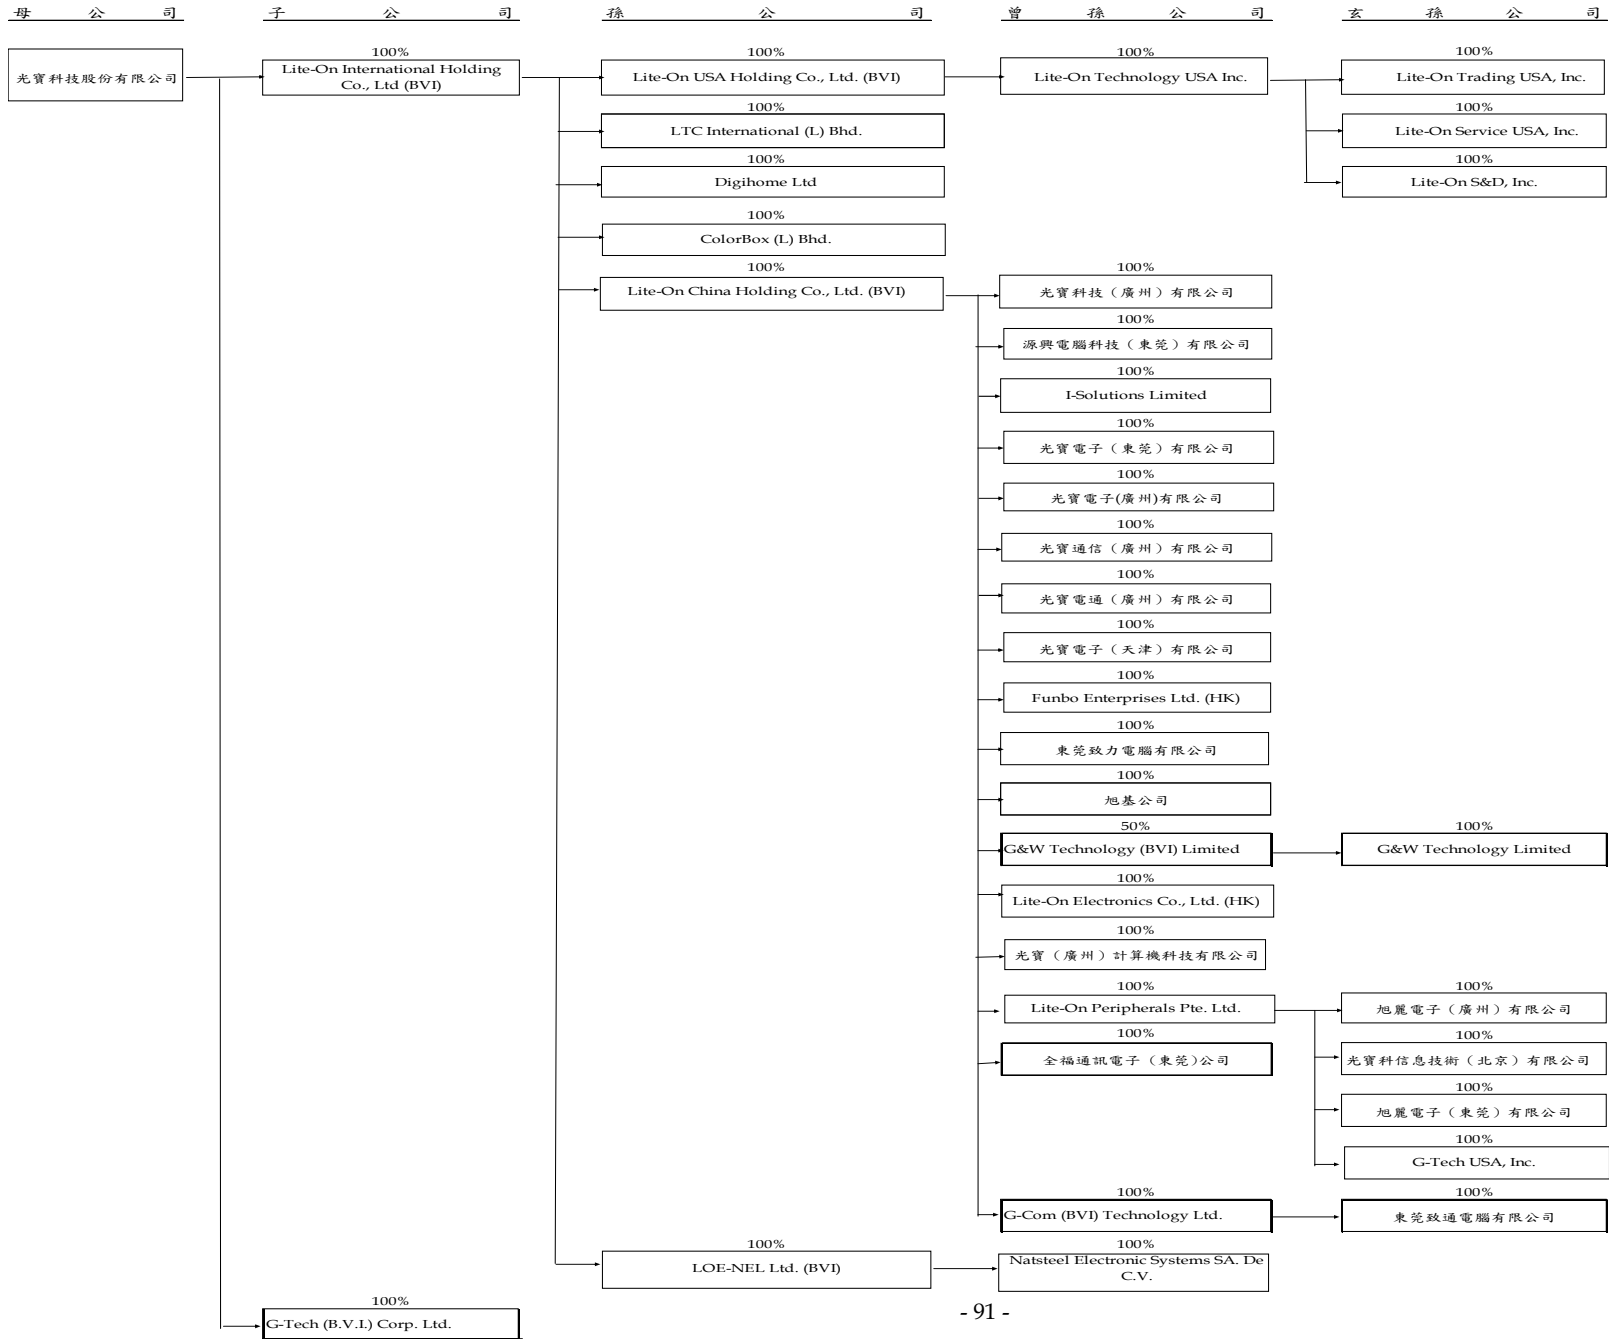 母公司 子公司 孫公司 曾孫公司 玄孫公司
100% 100% 100% 100%
光寶科技股份有限公司
Lite-On International Holding
Co., Ltd (BVI)
Lite-On USA Holding Co., Ltd. (BVI)
Lite-On Technology USA Inc.
Lite-On Trading USA, Inc.
100% 100%
LTC International (L) Bhd.
Lite-On Service USA, Inc.
100% 100%
Digihome Ltd
Lite-On S&D, Inc.
100%
ColorBox (L) Bhd.
100% 100%
Lite-On China Holding Co., Ltd. (BVI)
光寶科技（廣州）有限公司
100%
源興電腦科技（東莞）有限公司
100%
I-Solutions Limited
100%
光寶電子（東莞）有限公司
100%
光寶電子(廣州)有限公司
100%
光寶通信（廣州）有限公司
100%
光寶電通（廣州）有限公司
100%
光寶電子（天津）有限公司
100%
Funbo Enterprises Ltd. (HK)
100%
東莞致力電腦有限公司
100%
旭基公司
50% 100%
G&W Technology (BVI) Limited
G&W Technology Limited
100%
Lite-On Electronics Co., Ltd. (HK)
100%
光寶（廣州）計算機科技有限公司
100% 100%
Lite-On Peripherals Pte. Ltd.
旭麗電子（廣州）有限公司
100% 100%
全福通訊電子（東莞)公司
光寶科信息技術（北京）有限公司
100%
旭麗電子（東莞）有限公司
100%
G-Tech USA, Inc.
100% 100%
G-Com (BVI) Technology Ltd.
東莞致通電腦有限公司
100% 100%
LOE-NEL Ltd. (BVI)
Natsteel Electronic Systems SA. De
C.V.
100%
G-Tech (B.V.I.) Corp. Ltd.
- 91 -